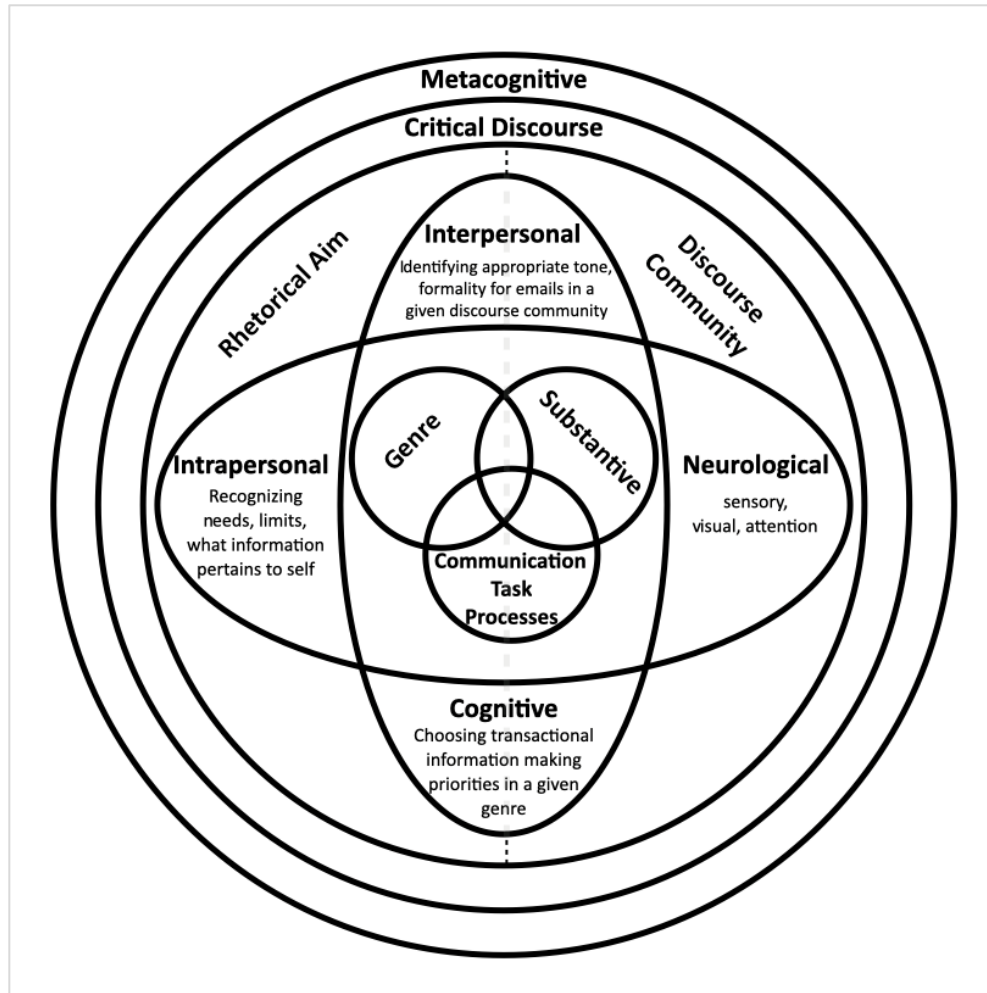 Metacognitive
Critical Discourse
Rhetorical Aim
Interpersonal
Identifying appropriate tone,
formality for emails in a
given discourse community
Discourse
Community
Genre
Substantive
Intrapersonal
Recognizing
needs, limits,
what information
pertains to self
Neurological
sensory,
visual, attention
Communication
Task
Processes
Cognitive
Choosing transactional
information making
priorities in a given
genre